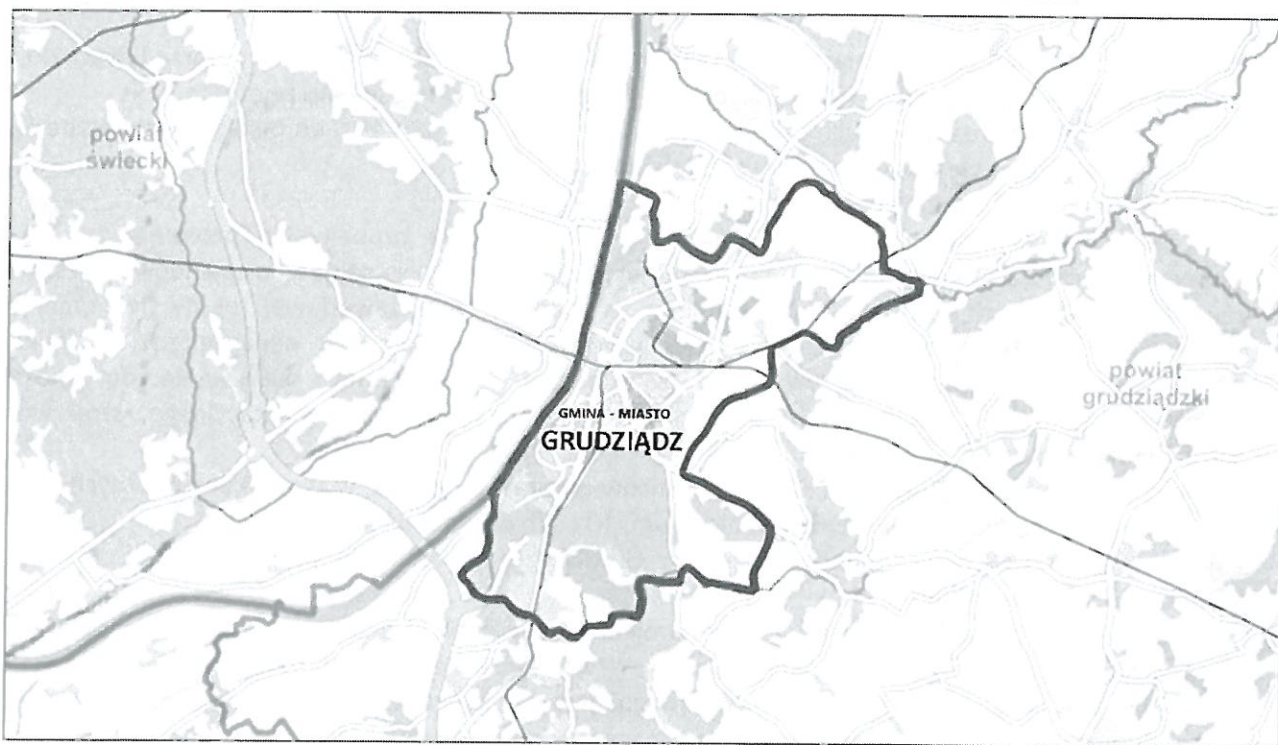 powiat
świecki
GMINA - MIASTO
GRUDZIĄDZ
powiat
grudziądzki